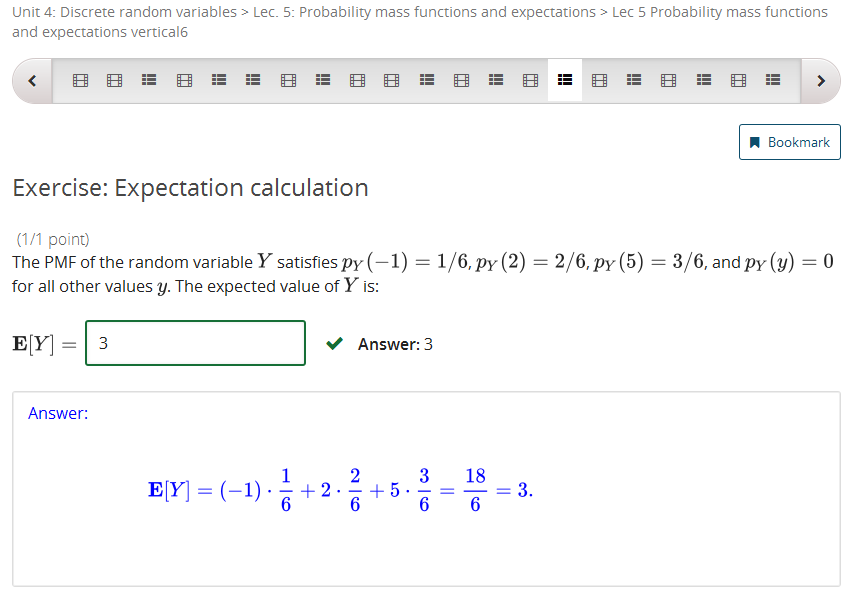 Unit 4: Discrete random variables > Lec. 5: Probability mass functions and expectations > Lec 5 Probability mass functions
and expectations vertical6
Bookmark
Exercise: Expectation calculation
(1/1 point)
The PMF of the random variable Y satisfies p_Y(−1) = 1/6, p_Y(2) = 2/6, p_Y(5) = 3/6, and p_Y(y) = 0
for all other values y. The expected value of Y is:
E[Y] = 3 Answer: 3
Answer:
E[Y] = (−1) · 1/6 + 2 · 2/6 + 5 · 3/6 = 18/6 = 3.